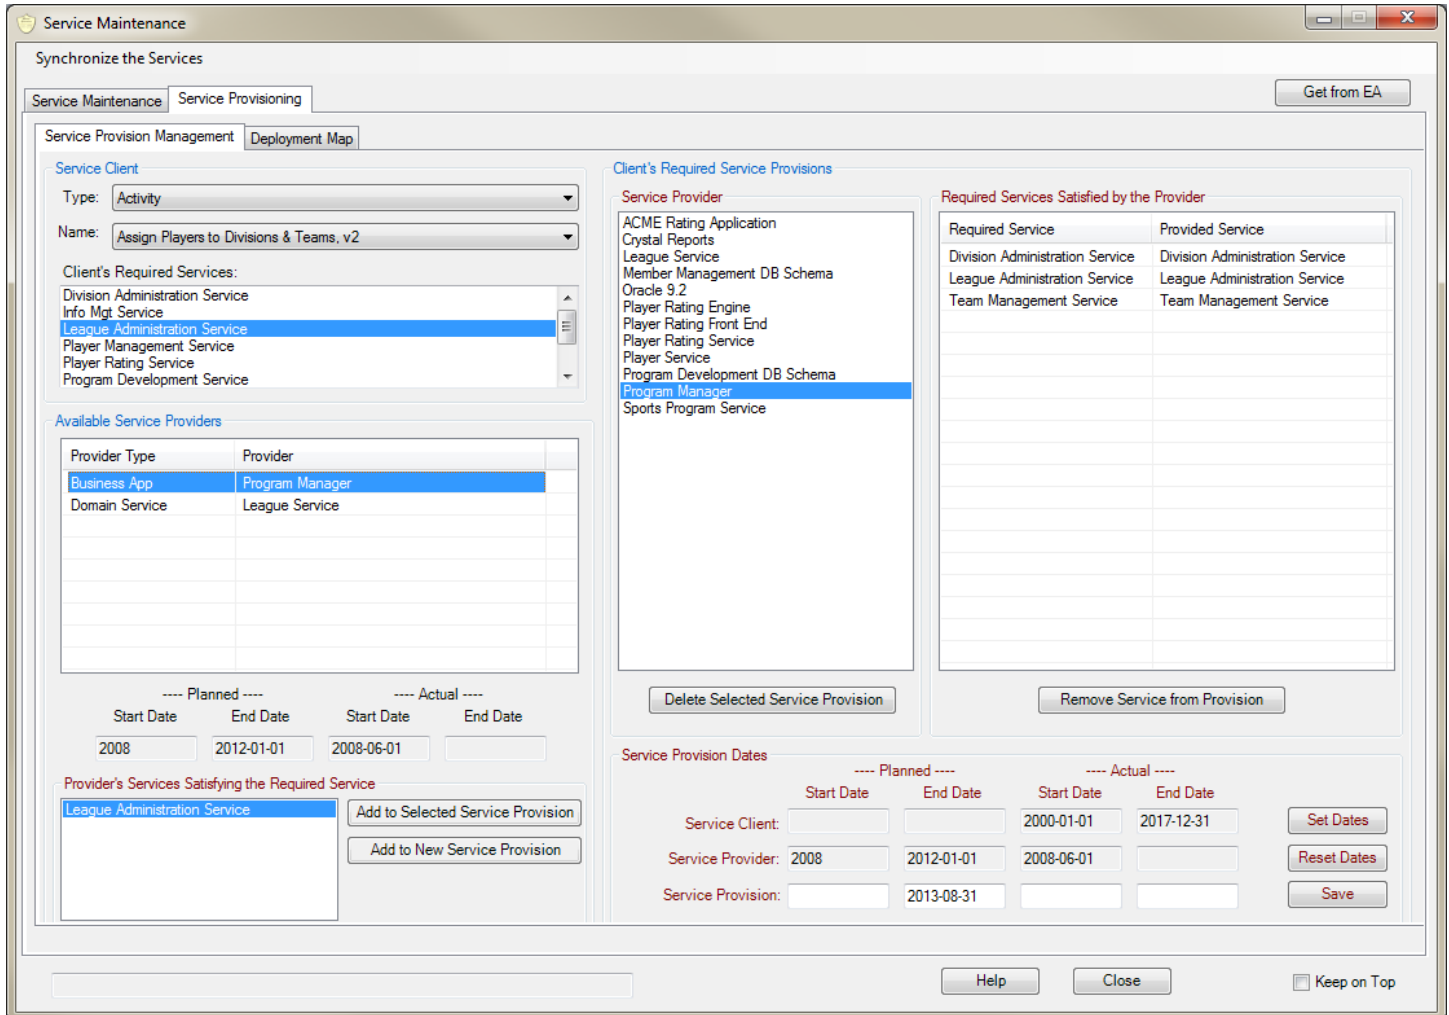 Service Maintenance
Synchronize the Services
Service Maintenance
Service Provisioning
Get from EA
Service Provision Management
Deployment Map
Service Client
Type: Activity
Name: Assign Players to Divisions & Teams, v2
Client's Required Services:
Division Administration Service
Info Mgt Service
League Administration Service
Player Management Service
Player Rating Service
Program Development Service
Available Service Providers
Provider Type Provider
Business App Program Manager
Domain Service League Service
---- Planned ---- ---- Actual ----
Start Date End Date Start Date End Date
2008 2012-01-01 2008-06-01
Provider's Services Satisfying the Required Service
League Administration Service
Add to Selected Service Provision
Add to New Service Provision
Client's Required Service Provisions
Service Provider
ACME Rating Application
Crystal Reports
League Service
Member Management DB Schema
Oracle 9.2
Player Rating Engine
Player Rating Front End
Player Rating Service
Player Service
Program Development DB Schema
Program Manager
Sports Program Service
Delete Selected Service Provision
Required Services Satisfied by the Provider
Required Service Provided Service
Division Administration Service Division Administration Service
League Administration Service League Administration Service
Team Management Service Team Management Service
Remove Service from Provision
Service Provision Dates
---- Planned ---- ---- Actual ----
Start Date End Date Start Date End Date
Service Client: 2000-01-01 2017-12-31 Set Dates
Service Provider: 2008 2012-01-01 2008-06-01 Reset Dates
Service Provision: 2013-08-31 Save
Help
Close
Keep on Top